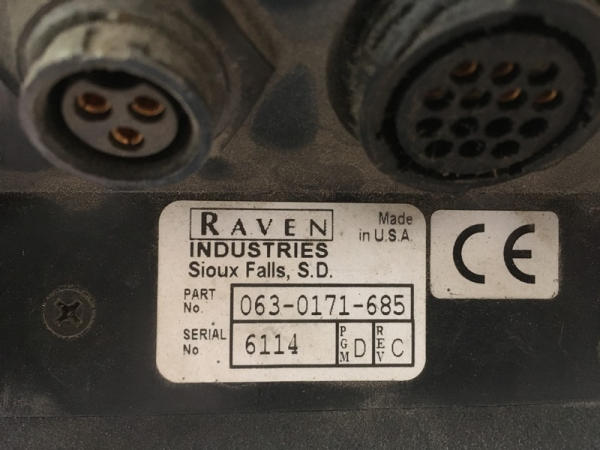 RAVEN
Made
in U.S.A.
INDUSTRIES
Sioux Falls, S.D.
PART No. 063-0171-685
SERIAL No 6114 PGM D REV C
CE